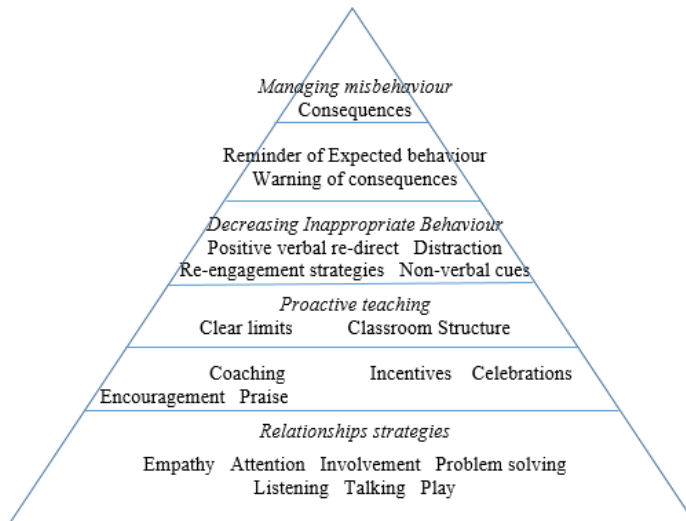 Managing misbehaviour
Consequences
Reminder of Expected behaviour
Warning of consequences
Decreasing Inappropriate Behaviour
Positive verbal re-direct Distraction
Re-engagement strategies Non-verbal cues
Proactive teaching
Clear limits Classroom Structure
Coaching Incentives Celebrations
Encouragement Praise
Relationships strategies
Empathy Attention Involvement Problem solving
Listening Talking Play